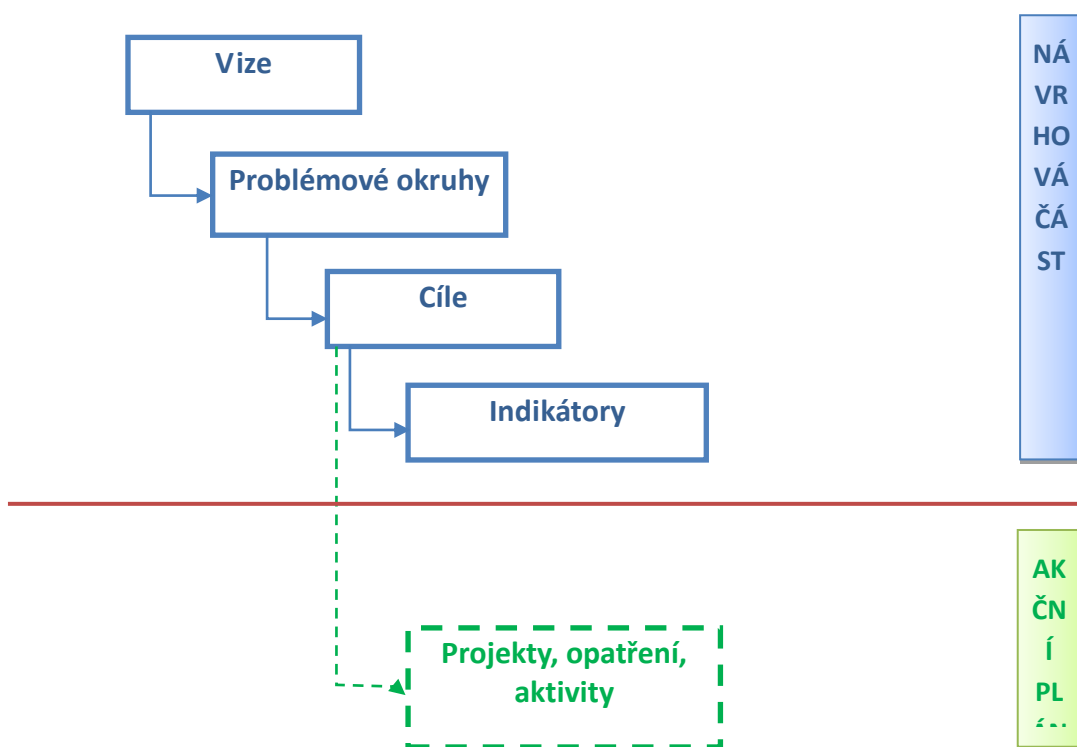 Vize
Problémové okruhy
Cíle
Indikátory
Projekty, opatření,
aktivity
NÁ
VR
HO
VÁ
ČÁ
ST
AK
ČN
Í
PL